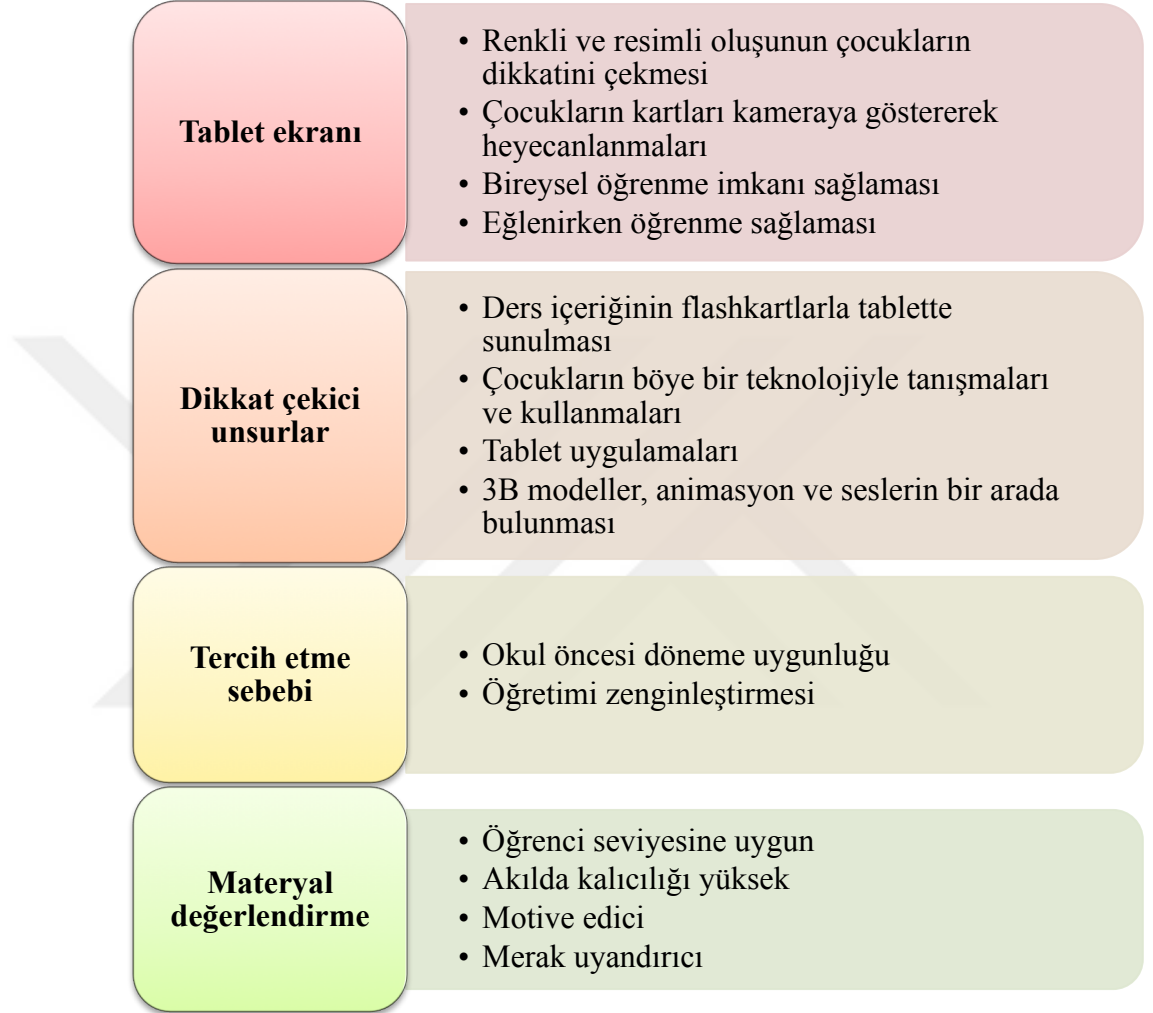 Tablet ekranı
• Renkli ve resimli oluşunun çocukların
dikkatini çekmesi
• Çocukların kartları kameraya göstererek
heyecanlanmaları
• Bireysel öğrenme imkanı sağlaması
• Eğlenirken öğrenme sağlaması
Dikkat çekici
unsurlar
• Ders içeriğinin flashkartlarla tablette
sunulması
• Çocukların böye bir teknolojiyle tanışmaları
ve kullanmaları
• Tablet uygulamaları
• 3B modeller, animasyon ve seslerin bir arada
bulunması
Tercih etme
sebebi
• Okul öncesi döneme uygunluğu
• Öğretimi zenginleştirmesi
Materyal
değerlendirme
• Öğrenci seviyesine uygun
• Akılda kalıcılığı yüksek
• Motive edici
• Merak uyandırıcı